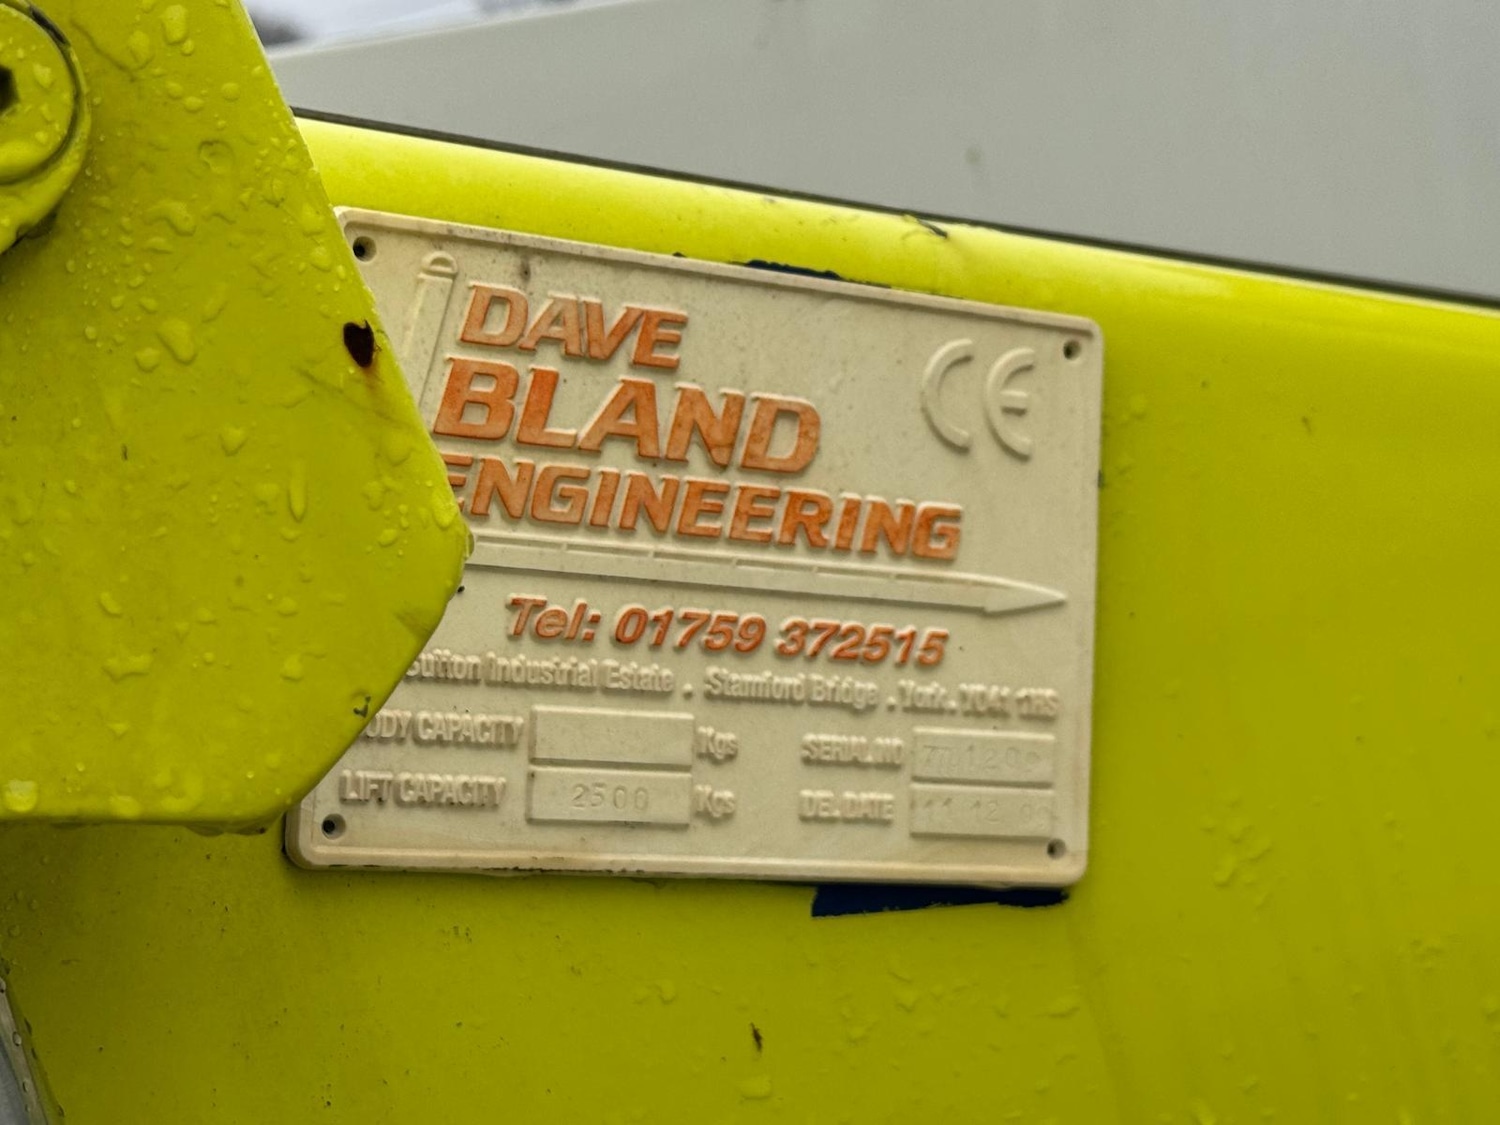 DAVE
BLAND
ENGINEERING
CE
Tel: 01759 372515
Sutton Industrial Estate . Stamford Bridge . York. YO41 1HS
BODY CAPACITY Kgs
LIFT CAPACITY 2500 Kgs
SERIAL NO
DEL DATE